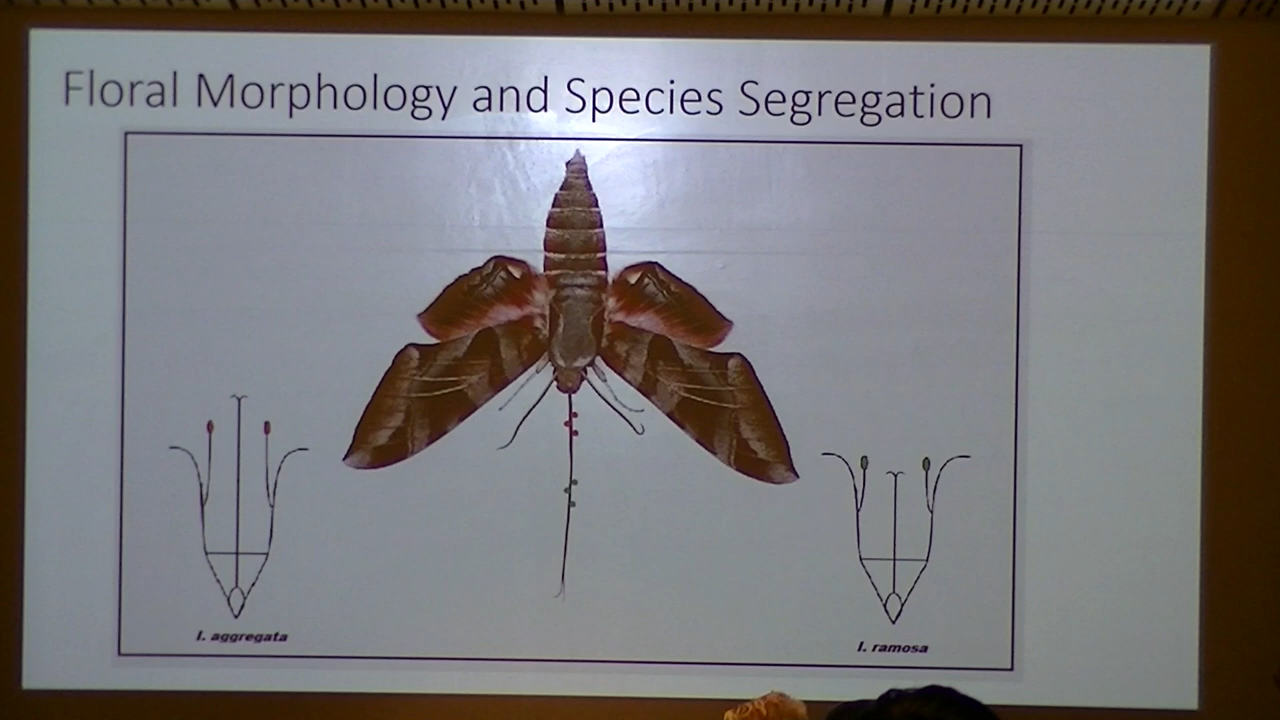 Floral Morphology and Species Segregation
I. aggregata
I. ramosa